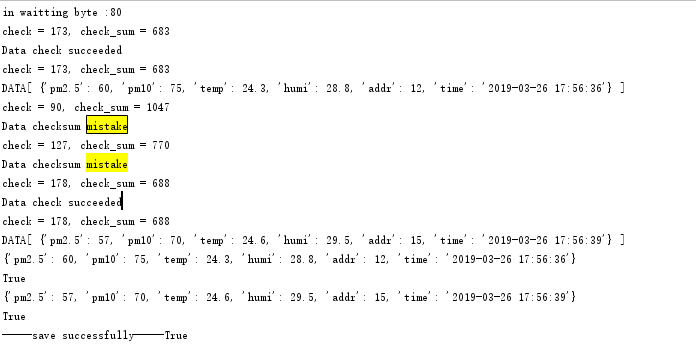 in waitting byte :80
check = 173, check_sum = 683
Data check succeeded
check = 173, check_sum = 683
DATA[ {'pm2.5': 60, 'pm10': 75, 'temp': 24.3, 'humi': 28.8, 'addr': 12, 'time': '2019-03-26 17:56:36'} ]
check = 90, check_sum = 1047
Data checksum mistake
check = 127, check_sum = 770
Data checksum mistake
check = 178, check_sum = 688
Data check succeeded
check = 178, check_sum = 688
DATA[ {'pm2.5': 57, 'pm10': 70, 'temp': 24.6, 'humi': 29.5, 'addr': 15, 'time': '2019-03-26 17:56:39'} ]
{'pm2.5': 60, 'pm10': 75, 'temp': 24.3, 'humi': 28.8, 'addr': 12, 'time': '2019-03-26 17:56:36'}
True
{'pm2.5': 57, 'pm10': 70, 'temp': 24.6, 'humi': 29.5, 'addr': 15, 'time': '2019-03-26 17:56:39'}
True
-----save successfully-----True